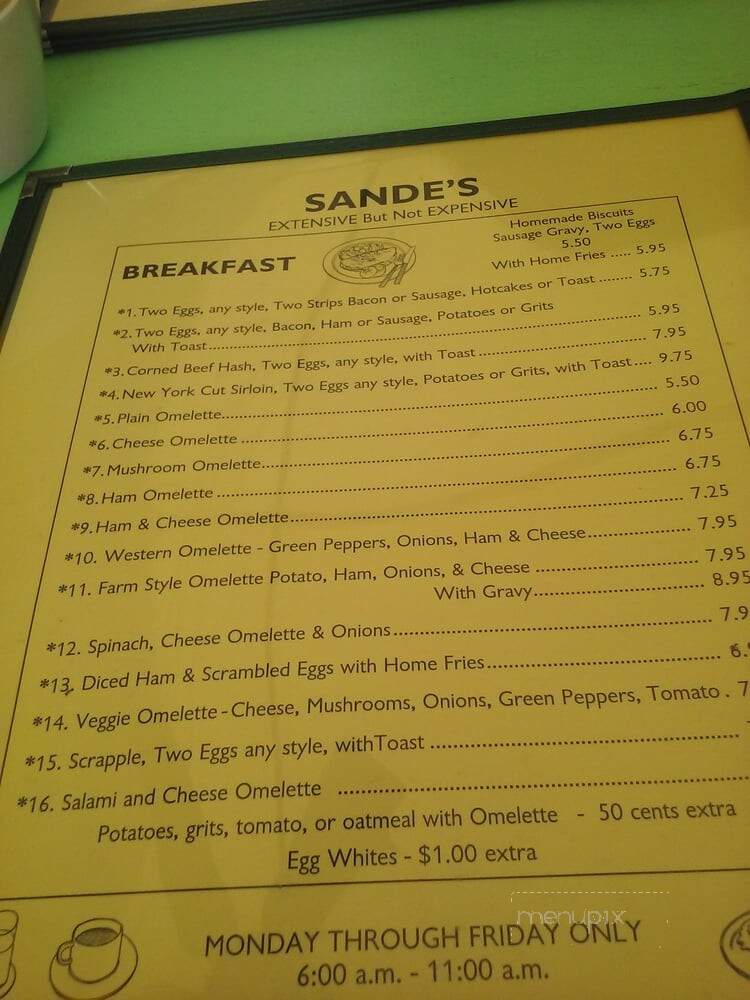 SANDE'S
EXTENSIVE But Not EXPENSIVE
BREAKFAST
Homemade Biscuits
Sausage Gravy, Two Eggs
5.50
With Home Fries ..... 5.95
*1. Two Eggs, any style, Two Strips Bacon or Sausage, Hotcakes or Toast ........ 5.75
*2. Two Eggs, any style, Bacon, Ham or Sausage, Potatoes or Grits
With Toast........ 5.95
*3. Corned Beef Hash, Two Eggs, any style, with Toast ........ 7.95
*4. New York Cut Sirloin, Two Eggs any style, Potatoes or Grits, with Toast.... 9.75
*5. Plain Omelette........ 5.50
*6. Cheese Omelette ........ 6.00
*7. Mushroom Omelette........ 6.75
*8. Ham Omelette ........ 6.75
*9. Ham & Cheese Omelette........ 7.25
*10. Western Omelette - Green Peppers, Onions, Ham & Cheese........ 7.95
*11. Farm Style Omelette Potato, Ham, Onions, & Cheese ........ 7.95
With Gravy........ 8.95
*12. Spinach, Cheese Omelette & Onions........ 7.9
*13. Diced Ham & Scrambled Eggs with Home Fries........ 6.
*14. Veggie Omelette - Cheese, Mushrooms, Onions, Green Peppers, Tomato . 7
*15. Scrapple, Two Eggs any style, withToast ........
*16. Salami and Cheese Omelette ........
Potatoes, grits, tomato, or oatmeal with Omelette - 50 cents extra
Egg Whites - $1.00 extra
menupix
MONDAY THROUGH FRIDAY ONLY
6:00 a.m. - 11:00 a.m.